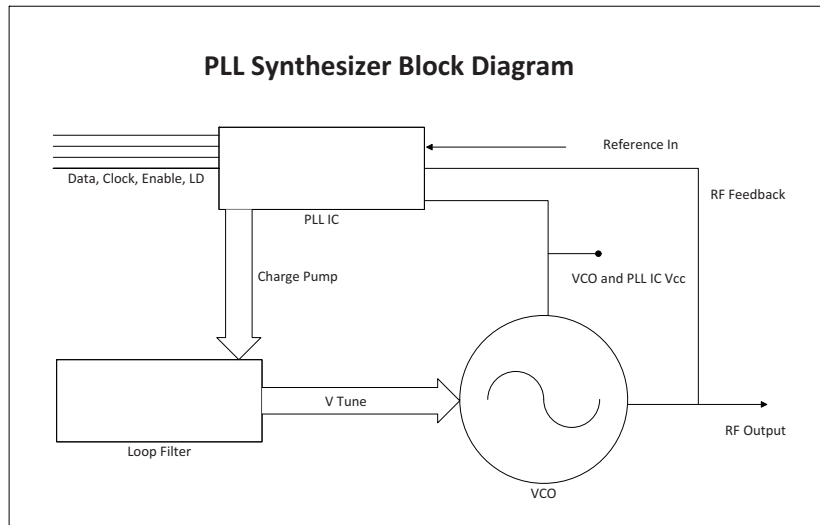 PLL Synthesizer Block Diagram
Reference In
Data, Clock, Enable, LD
RF Feedback
PLL IC
Charge Pump
VCO and PLL IC Vcc
V Tune
RF Output
Loop Filter
VCO